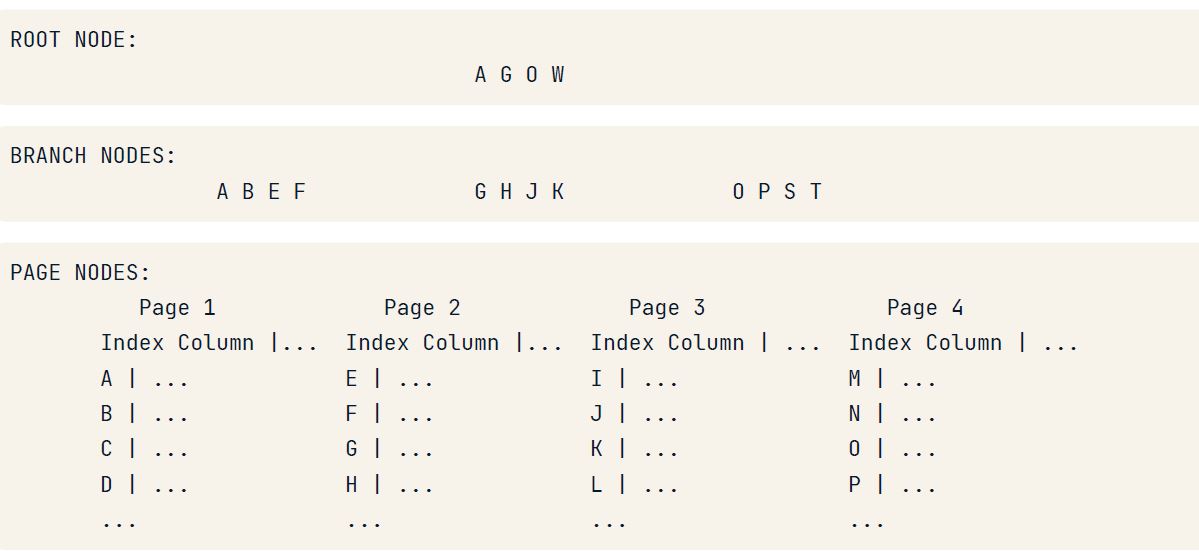 ROOT NODE:
A G O W
BRANCH NODES:
A B E F G H J K O P S T
PAGE NODES:
Page 1 Page 2 Page 3 Page 4
Index Column |... Index Column |... Index Column | ... Index Column | ...
A | ... E | ... I | ... M | ...
B | ... F | ... J | ... N | ...
C | ... G | ... K | ... O | ...
D | ... H | ... L | ... P | ...
... ... ... ...